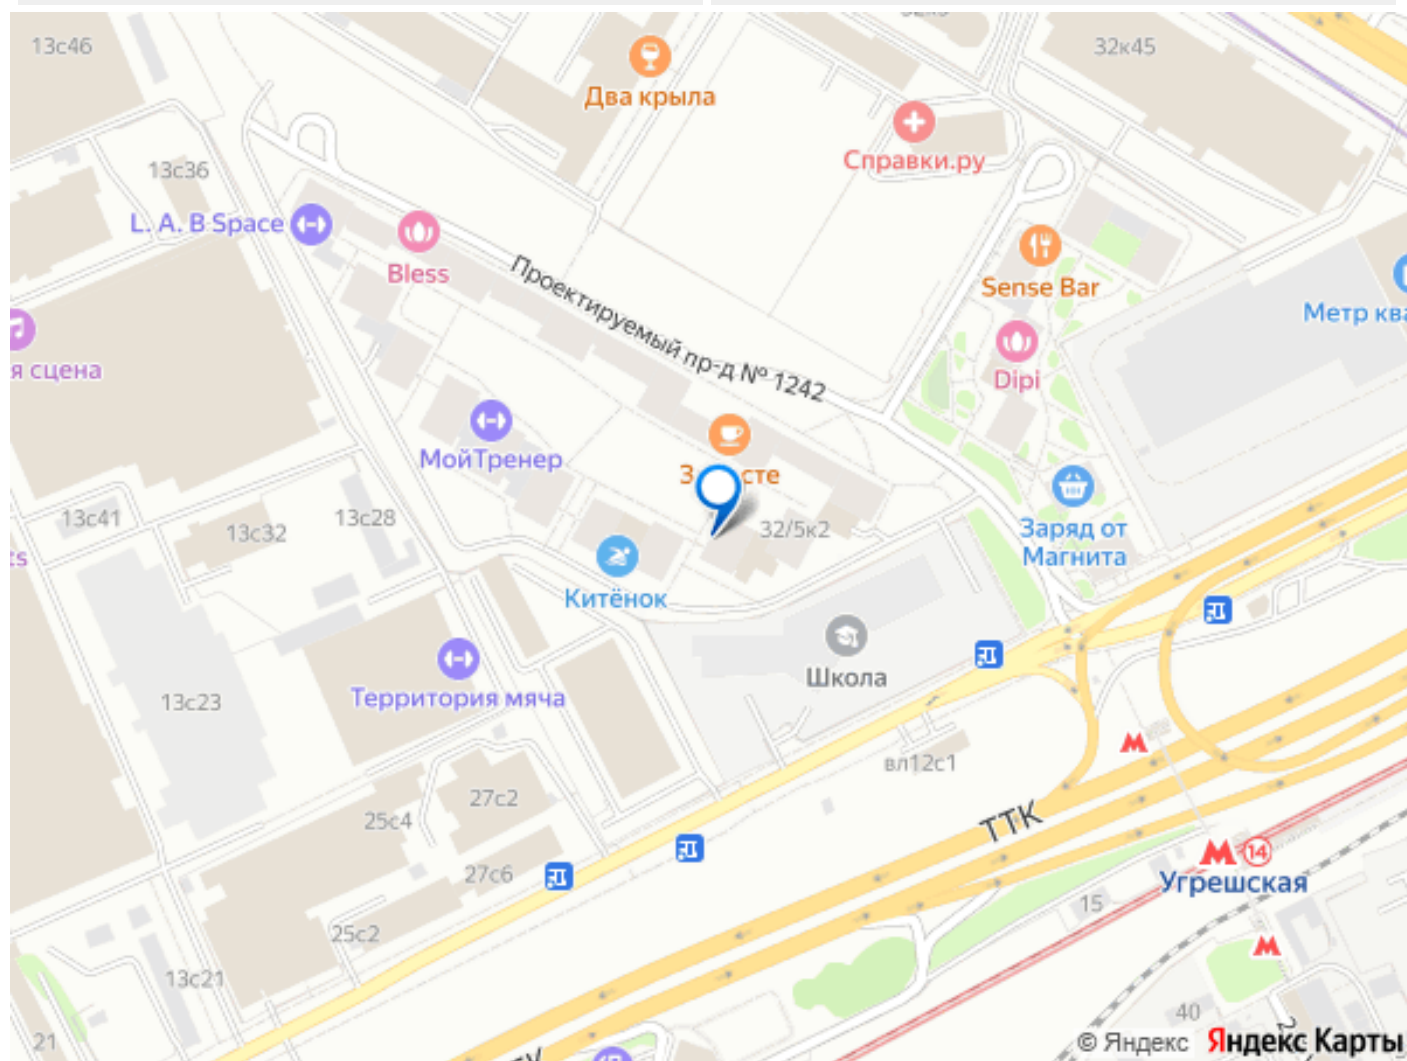 13с46
Два крыла
32к45
Справки.ру
13с36
L. A. B Space
Bless
Проектируемый пр-д № 1242
Sense Bar
Метр ква
я сцена
Dipi
МойТренер
13с41
13с28
13с32
32/5к2
Заряд от
Магнита
Китёнок
Школа
Территория мяча
13с23
вл12с1
27с2
25с4
ТТК
27с6
14
Угрешская
15
25с2
13с21
40
21
© Яндекс Яндекс Карты